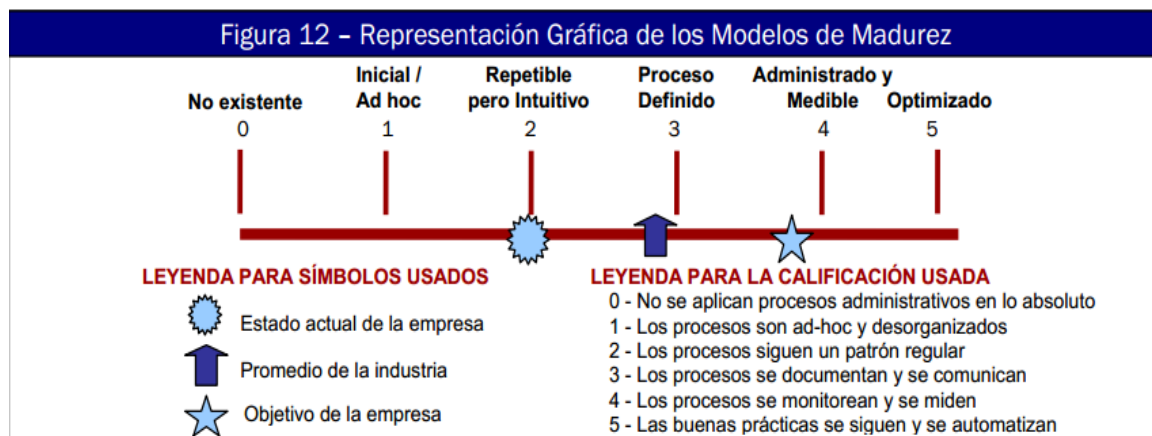 Figura 12 – Representación Gráfica de los Modelos de Madurez
No existente
0
Inicial /
Ad hoc
1
Repetible
pero Intuitivo
2
Proceso
Definido
3
Administrado y
Medible
4
Optimizado
5
LEYENDA PARA SÍMBOLOS USADOS
Estado actual de la empresa
Promedio de la industria
Objetivo de la empresa
LEYENDA PARA LA CALIFICACIÓN USADA
0 - No se aplican procesos administrativos en lo absoluto
1 - Los procesos son ad-hoc y desorganizados
2 - Los procesos siguen un patrón regular
3 - Los procesos se documentan y se comunican
4 - Los procesos se monitorean y se miden
5 - Las buenas prácticas se siguen y se automatizan